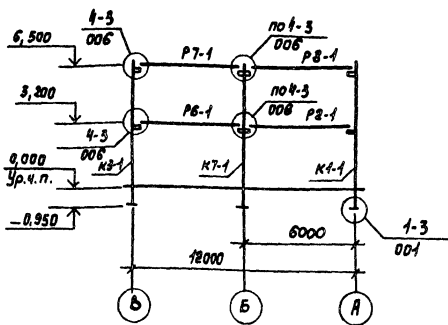 4-3
006
по 4-3
006
6,500
Р7-1
Р8-1
3,200
по 4-3
006
Р6-1
Р2-1
4-3
006
0,000
Ур.ч.п.
К3-1
К7-1
К1-1
-0,950
1-3
001
6000
12000
В
Б
А